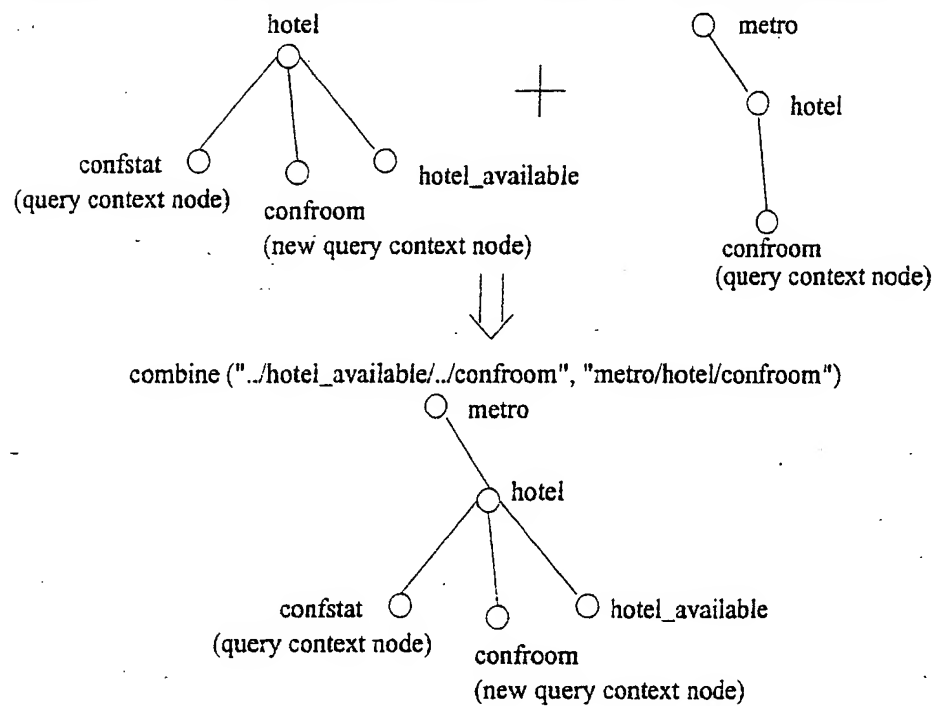 hotel
metro
hotel
confstat
(query context node)
hotel_available
confroom
(new query context node)
confroom
(query context node)
combine ("../hotel_available/../confroom", "metro/hotel/confroom")
metro
hotel
confstat
(query context node)
hotel_available
confroom
(new query context node)